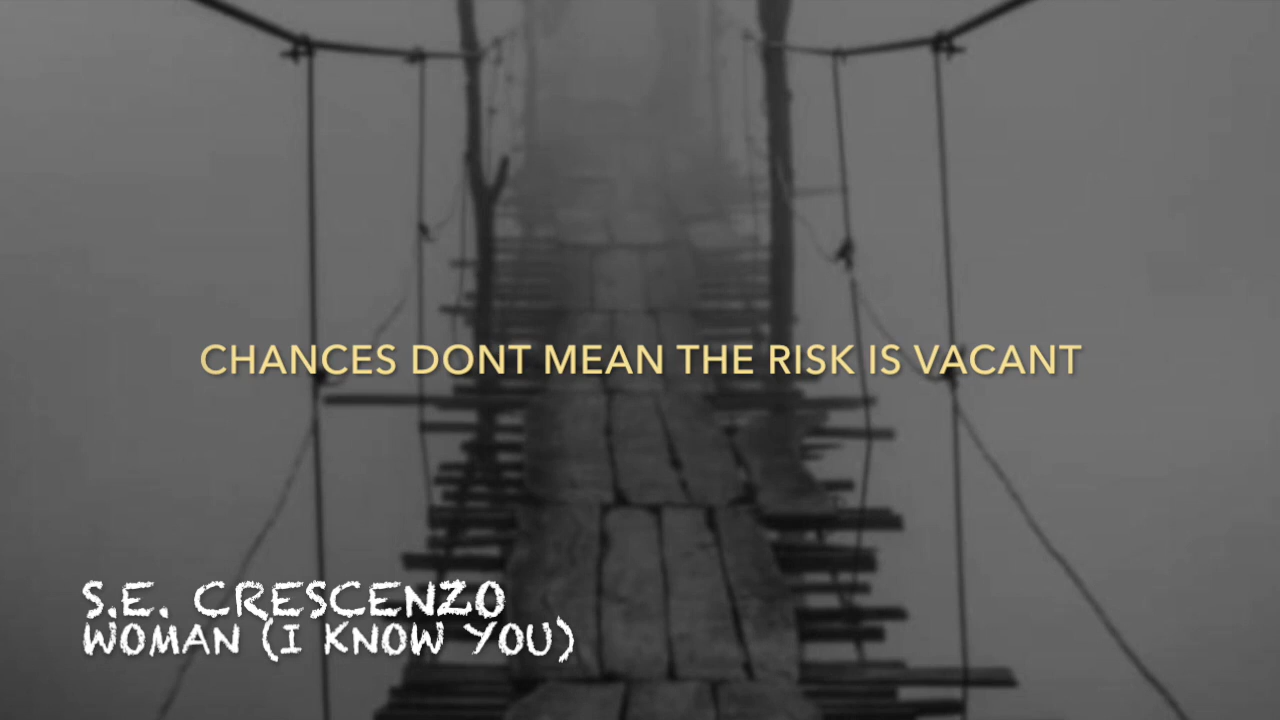 CHANCES DONT MEAN THE RISK IS VACANT
S.E. CRESCENZO
WOMAN (I KNOW YOU)